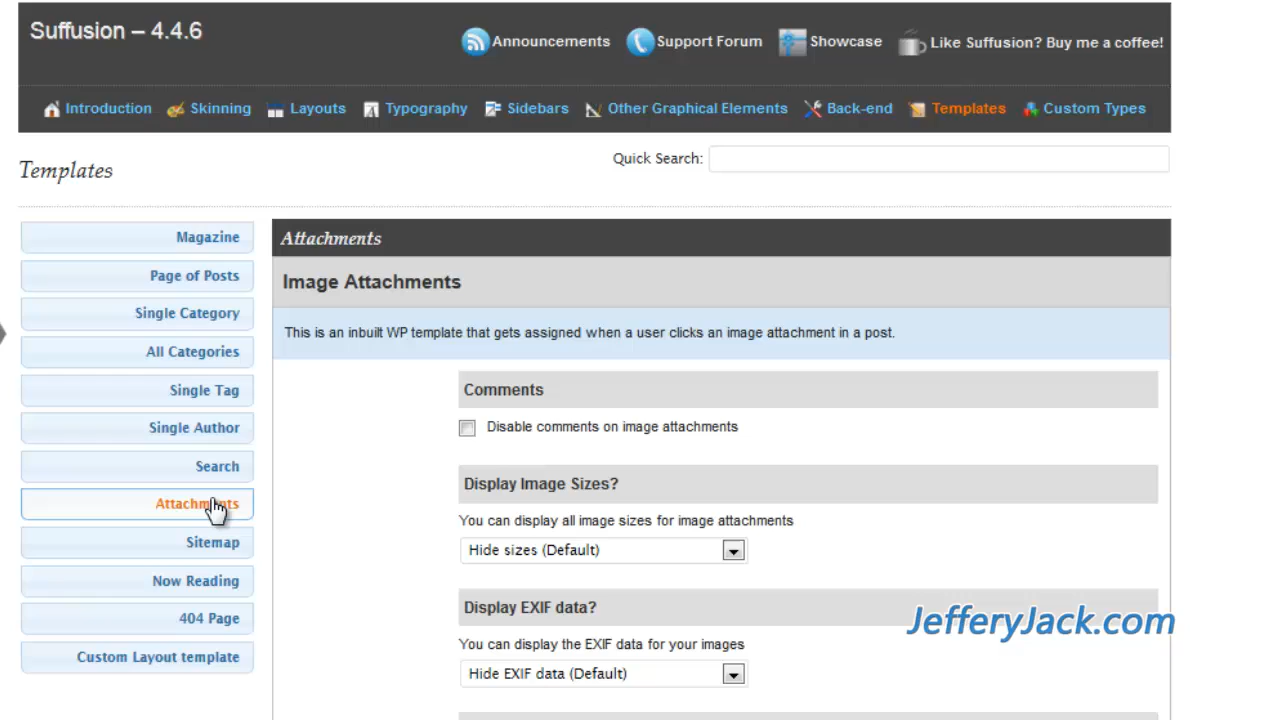 Suffusion – 4.4.6
Announcements Support Forum Showcase Like Suffusion? Buy me a coffee!
Introduction Skinning Layouts Typography Sidebars Other Graphical Elements Back-end Templates Custom Types
Templates
Quick Search:
Magazine
Page of Posts
Single Category
All Categories
Single Tag
Single Author
Search
Attachments
Sitemap
Now Reading
404 Page
Custom Layout template
Attachments
Image Attachments
This is an inbuilt WP template that gets assigned when a user clicks an image attachment in a post.
Comments
Disable comments on image attachments
Display Image Sizes?
You can display all image sizes for image attachments
Hide sizes (Default)
Display EXIF data?
You can display the EXIF data for your images
Hide EXIF data (Default)
JefferyJack.com